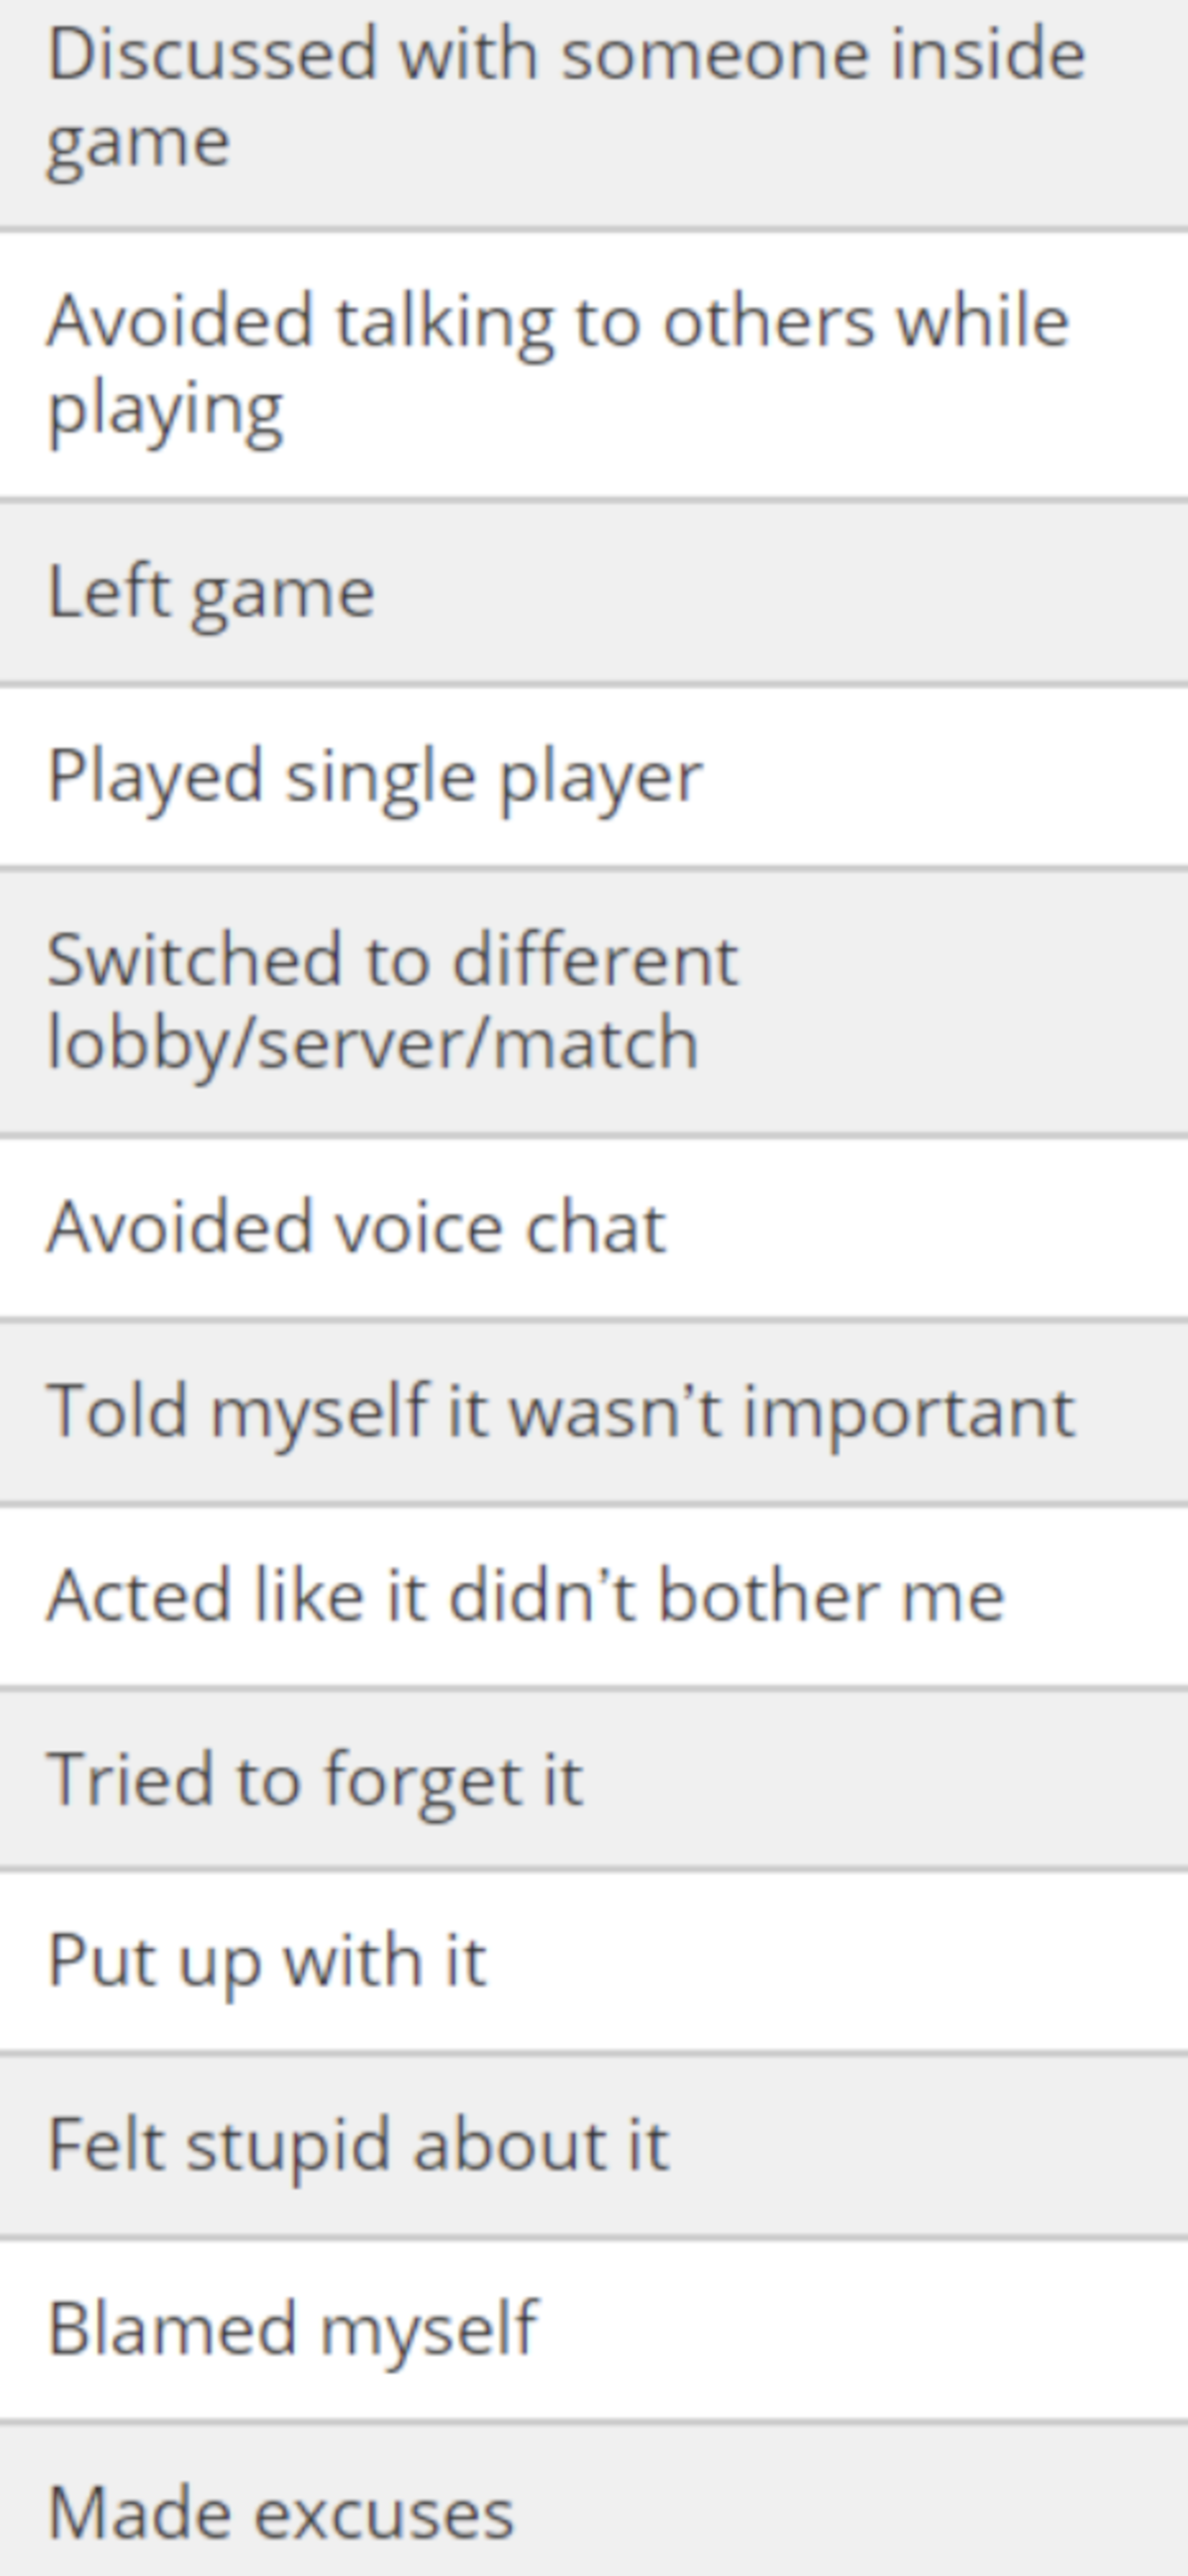 Discussed with someone inside
game
Avoided talking to others while
playing
Left game
Played single player
Switched to different
lobby/server/match
Avoided voice chat
Told myself it wasn’t important
Acted like it didn’t bother me
Tried to forget it
Put up with it
Felt stupid about it
Blamed myself
Made excuses